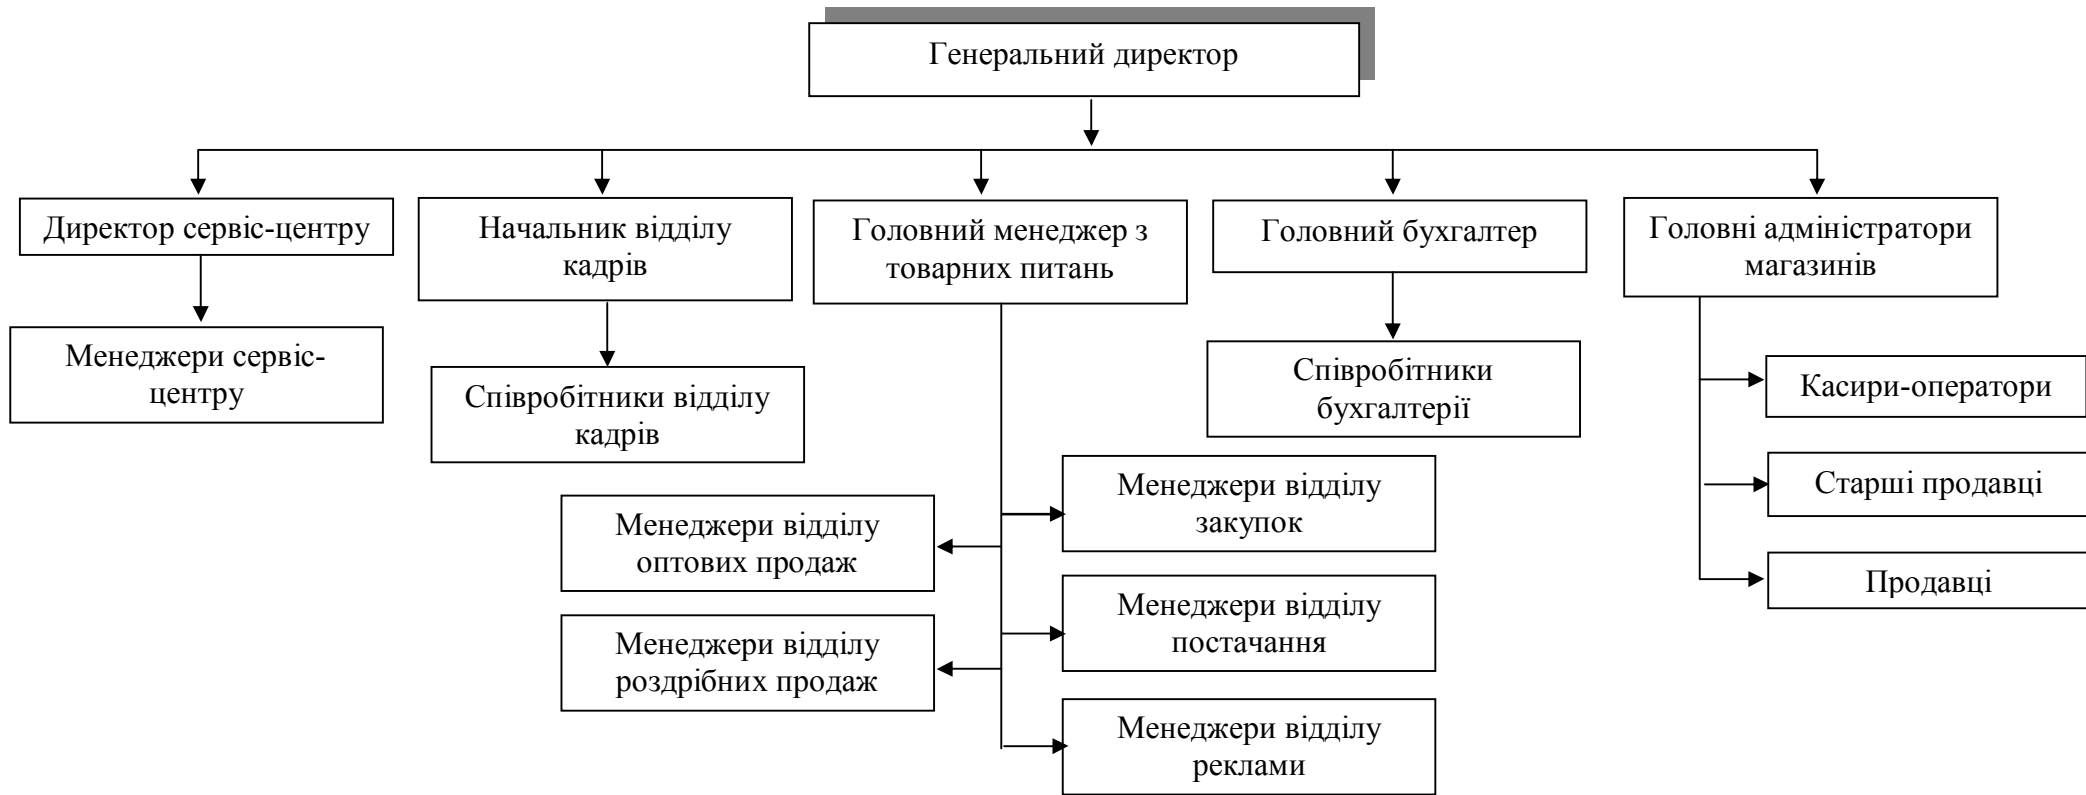 Генеральний директор
Директор сервіс-центру
Начальник відділу
кадрів
Головний менеджер з
товарних питань
Головний бухгалтер
Головні адміністратори
магазинів
Менеджери сервіс-
центру
Співробітники відділу
кадрів
Співробітники
бухгалтерії
Касири-оператори
Старші продавці
Продавці
Менеджери відділу
закупок
Менеджери відділу
оптових продаж
Менеджери відділу
постачання
Менеджери відділу
роздрібних продаж
Менеджери відділу
реклами